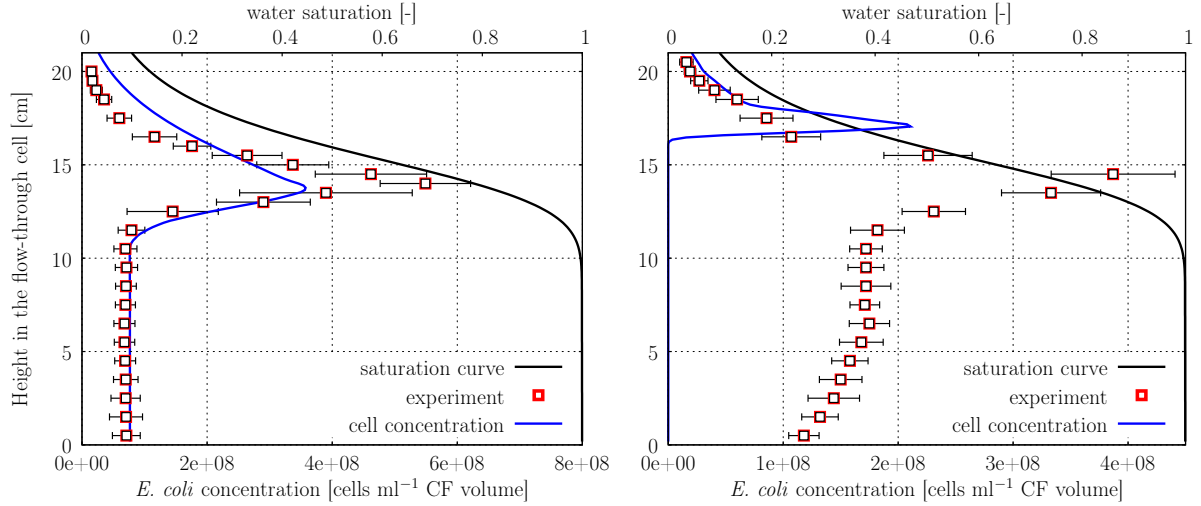 water saturation [-]
0 0.2 0.4 0.6 0.8 1
Height in the flow-through cell [cm]
20
15
10
5
0
saturation curve
experiment
cell concentration
0e+00 2e+08 4e+08 6e+08 8e+08
E. coli concentration [cells ml⁻¹ CF volume]
water saturation [-]
0 0.2 0.4 0.6 0.8 1
20
15
10
5
0
saturation curve
experiment
cell concentration
0e+00 1e+08 2e+08 3e+08 4e+08
E. coli concentration [cells ml⁻¹ CF volume]